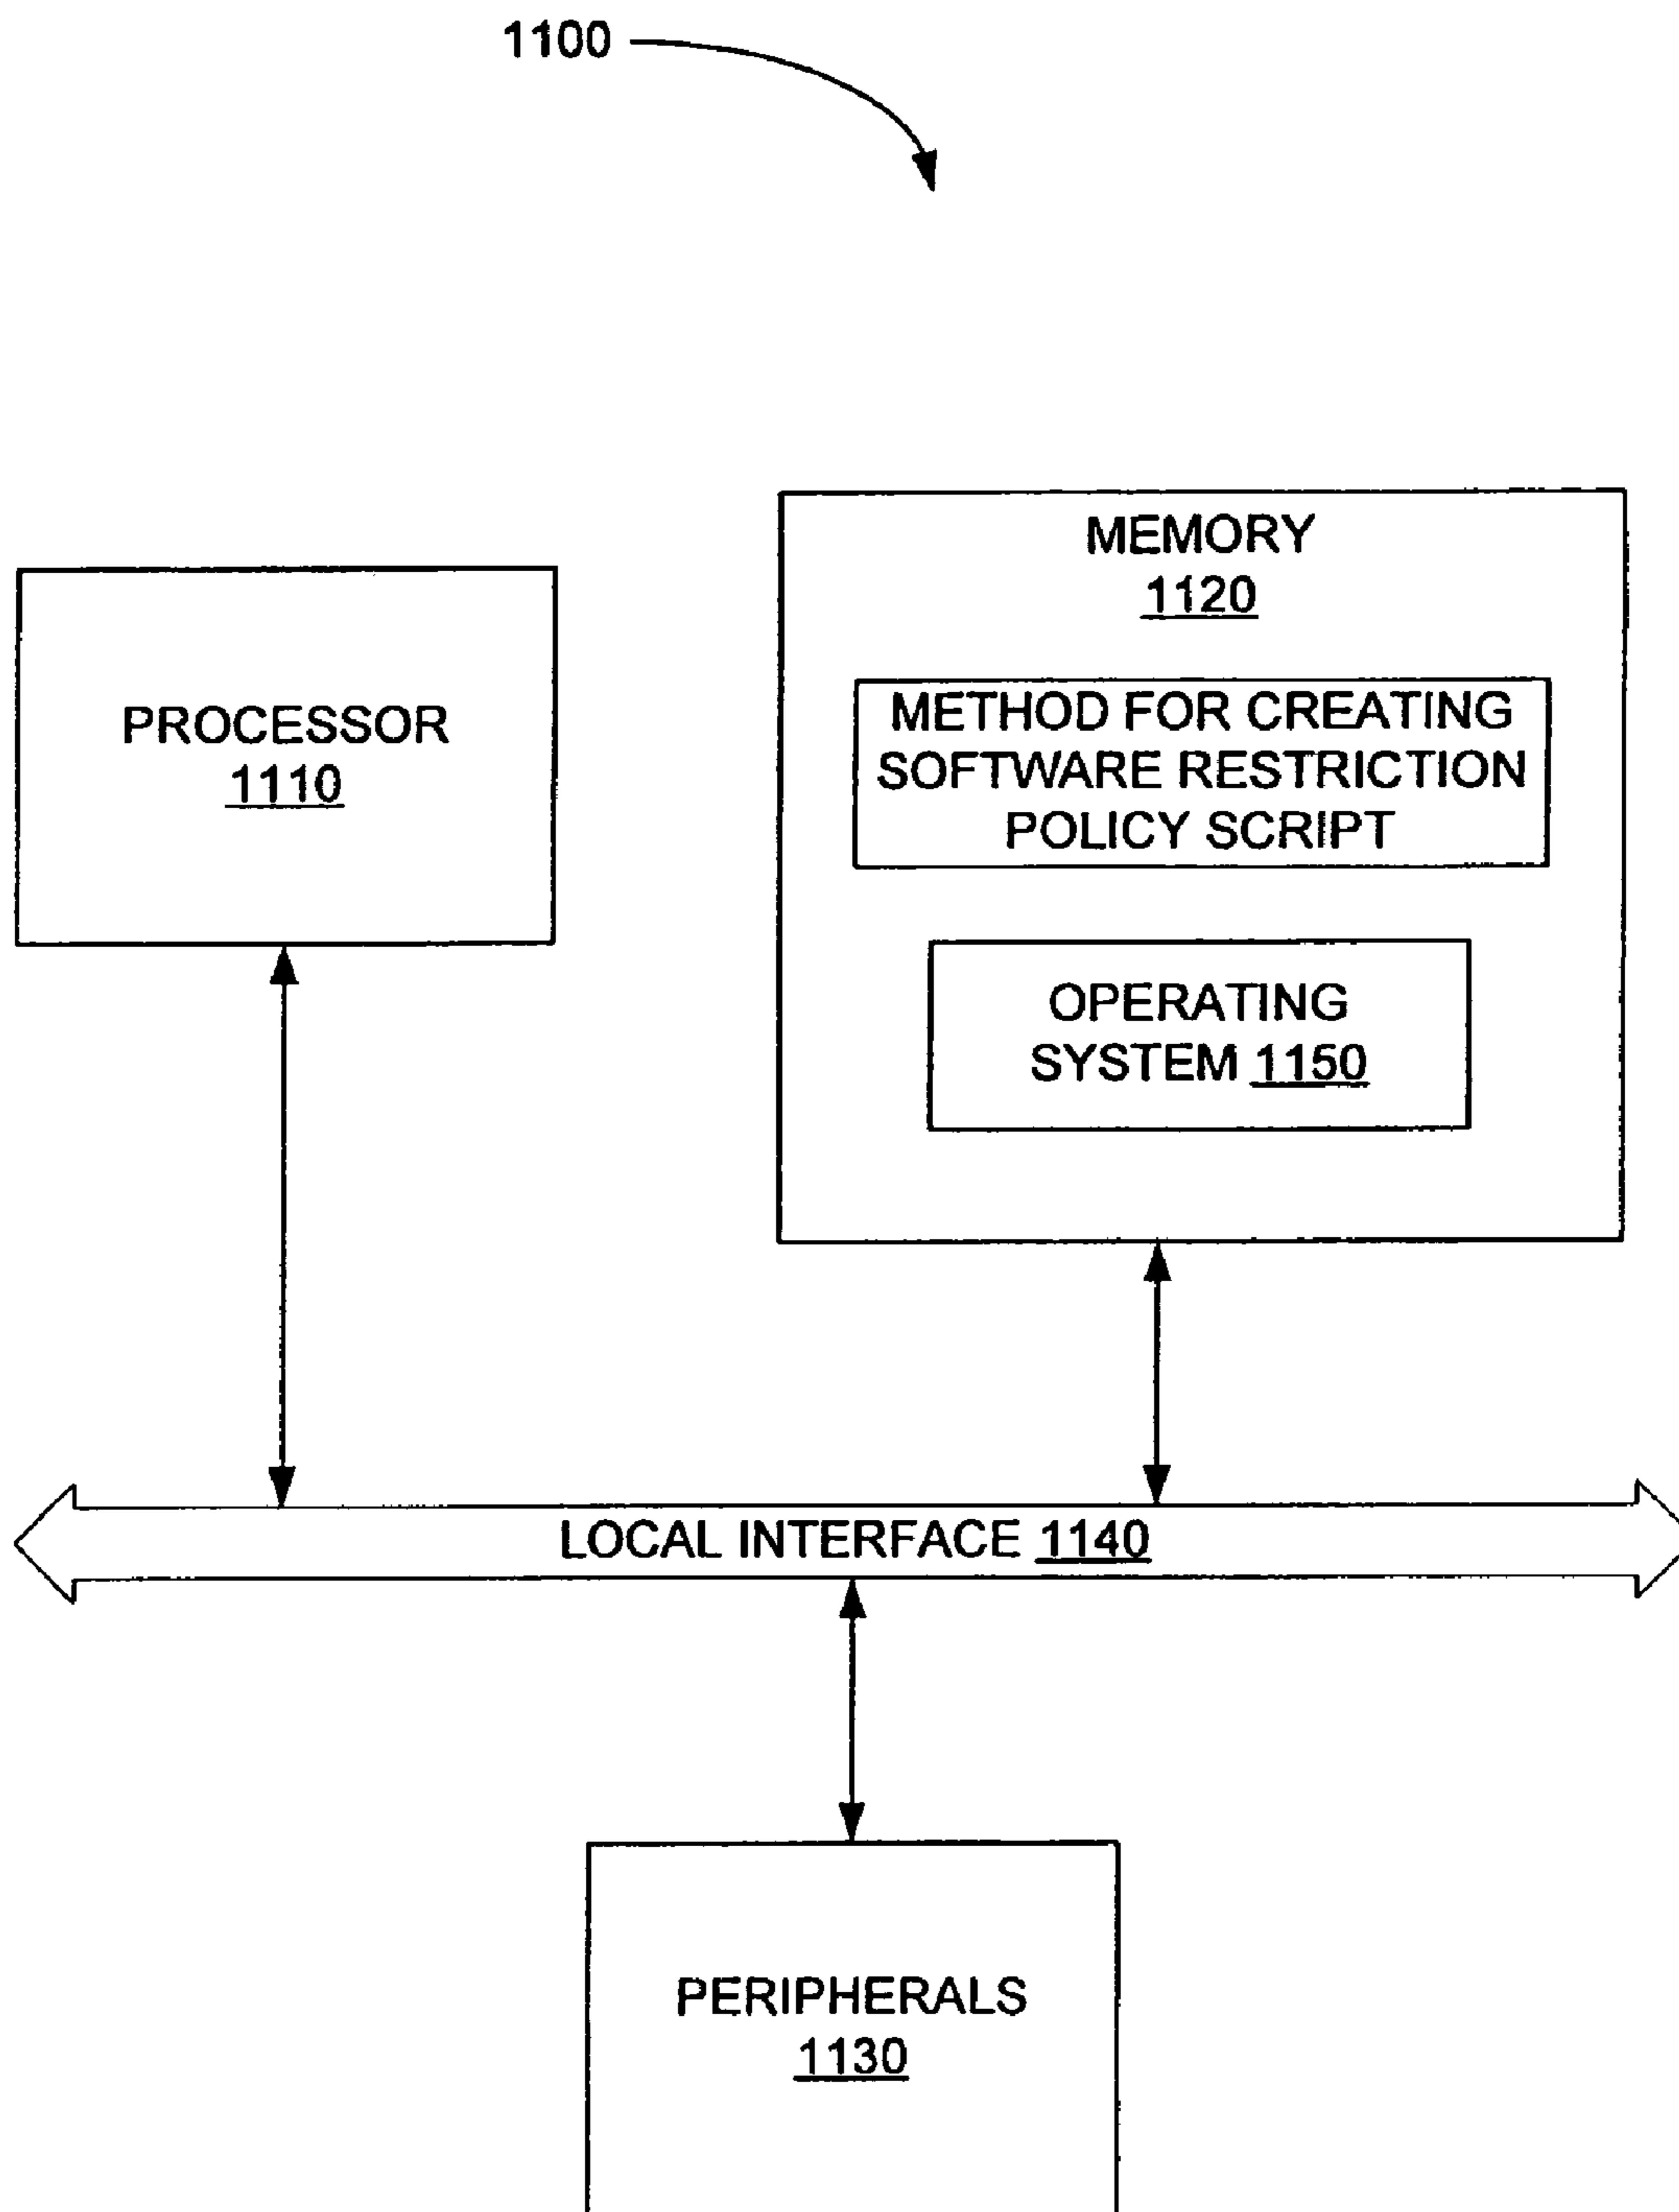 1100
MEMORY
1120
METHOD FOR CREATING
SOFTWARE RESTRICTION
POLICY SCRIPT
OPERATING
SYSTEM 1150
PROCESSOR
1110
LOCAL INTERFACE 1140
PERIPHERALS
1130